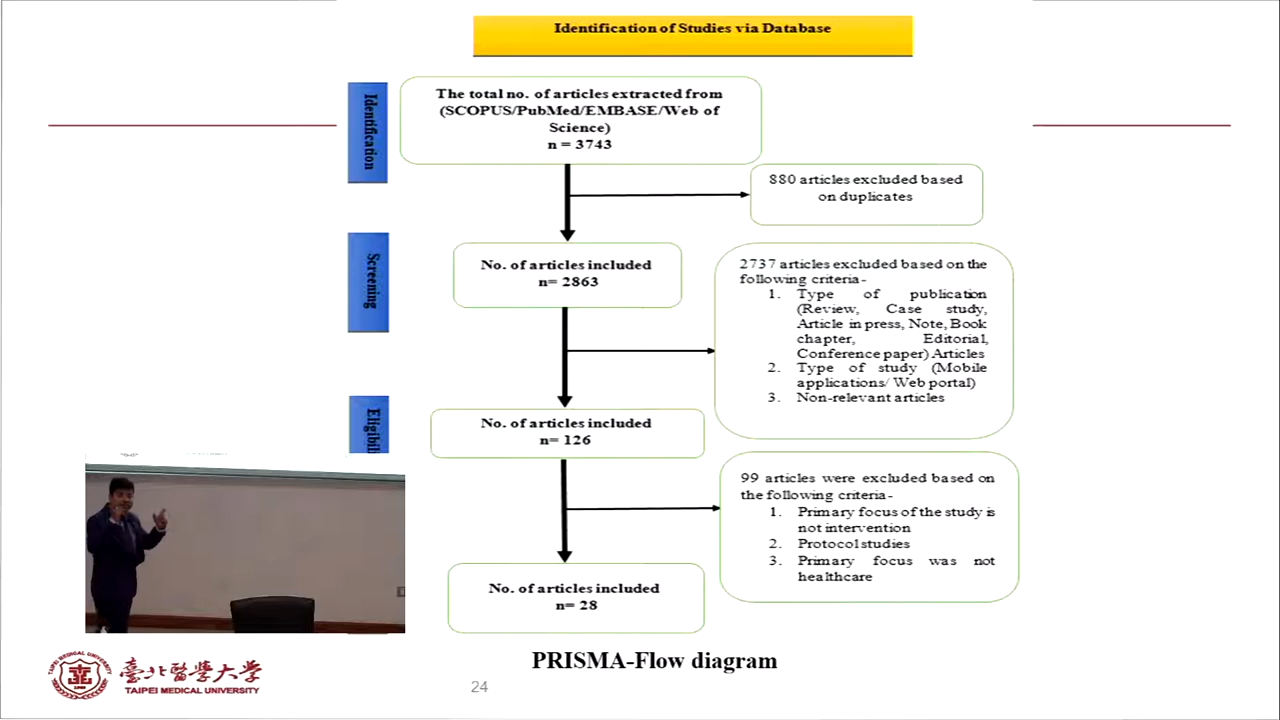 Identification of Studies via Database
Identification
The total no. of articles extracted from
(SCOPUS/PubMed/EMBASE/Web of
Science)
n = 3743
880 articles excluded based
on duplicates
Screening
No. of articles included
n= 2863
2737 articles excluded based on the
following criteria-
1. Type of publication
(Review, Case study,
Article in press, Note, Book
chapter, Editorial,
Conference paper) Articles
2. Type of study (Mobile
applications/ Web portal)
3. Non-relevant articles
Eligibil
No. of articles included
n= 126
99 articles were excluded based on
the following criteria-
1. Primary focus of the study is
not intervention
2. Protocol studies
3. Primary focus was not
healthcare
No. of articles included
n= 28
PRISMA-Flow diagram
臺北醫學大學
TAIPEI MEDICAL UNIVERSITY
TAIPEI MEDICAL UNIVERSITY
24